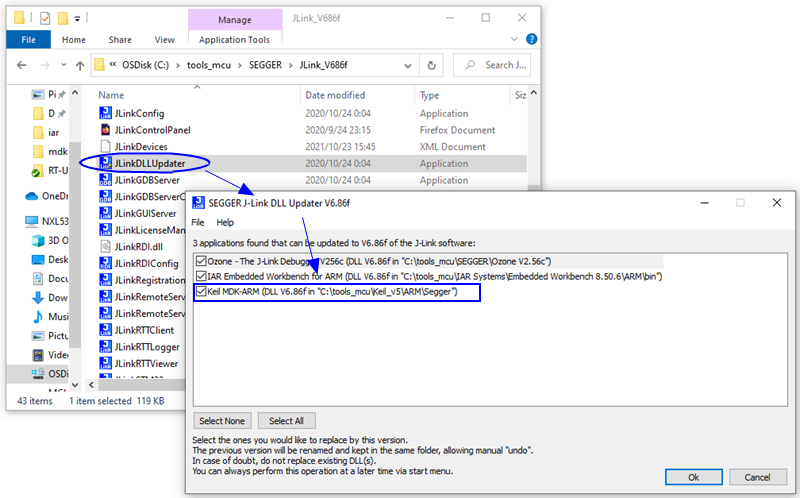 Manage
JLink_V686f
File
Home
Share
View
Application Tools
« OSDisk (C:) > tools_mcu > SEGGER > JLink_V686f
Search J...
Name
Date modified
Type
Siz
Pi
D
iar
mdk
RT-U
OneDr
NXL53
3D O
Deskt
Docu
Down
Music
Pictu
Video
OSDis
JLinkConfig 2020/10/24 0:04 Application
JLinkControlPanel 2020/9/24 23:15 Firefox Document
JLinkDevices 2021/10/23 15:45 XML Document
JLinkDLLUpdater 2020/10/24 0:04 Application
JLinkGDBServer 2020/10/24 0:04 Application
JLinkGDBServerC
JLinkGUIServer
JLinkLicenseMan
JLinkRDI.dll
JLinkRDIConfig
JLinkRegistration
JLinkRemoteServ
JLinkRemoteServ
JLinkRTTClient
JLinkRTTLogger
JLinkRTTViewer
43 items 1 item selected 119 KB
SEGGER J-Link DLL Updater V6.86f
File Help
3 applications found that can be updated to V6.86f of the J-Link software:
Ozone - The J-Link Debugger V256c (DLL V6.86f in "C:\tools_mcu\SEGGER\Ozone V2.56c")
IAR Embedded Workbench for ARM (DLL V6.86f in "C:\tools_mcu\IAR Systems\Embedded Workbench 8.50.6\ARM\bin")
Keil MDK-ARM (DLL V6.86f in "C:\tools_mcu\Keil_v5\ARM\Segger")
Select None
Select All
Select the ones you would like to replace by this version.
The previous version will be renamed and kept in the same folder, allowing manual "undo".
In case of doubt, do not replace existing DLL(s).
You can always perform this operation at a later time via start menu.
Ok
Cancel